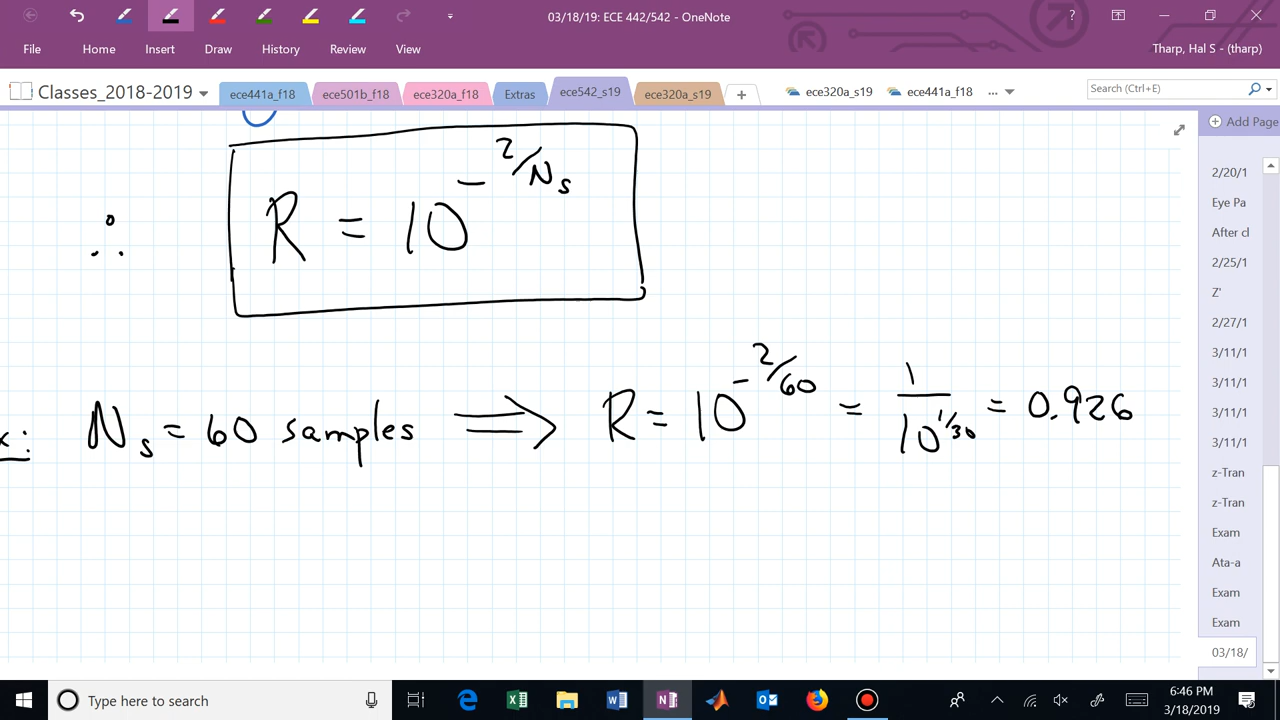 03/18/19: ECE 442/542 - OneNote
File Home Insert Draw History Review View
Tharp, Hal S - (tharp)
Classes_2018-2019
ece441a_f18 ece501b_f18 ece320a_f18 Extras ece542_s19 ece320a_s19
ece320a_s19 ece441a_f18 ...
Search (Ctrl+E)
Add Page
2/20/1
Eye Pa
After cl
2/25/1
Z'
2/27/1
3/11/1
3/11/1
3/11/1
3/11/1
z-Tran
z-Tran
Exam
Ata-a
Exam
Exam
03/18/
∴ R = 10^(-2/N_s)
x: N_s = 60 samples ⟹ R = 10^(-2/60) = 1/10^(1/30) = 0.926
Type here to search
6:46 PM
3/18/2019